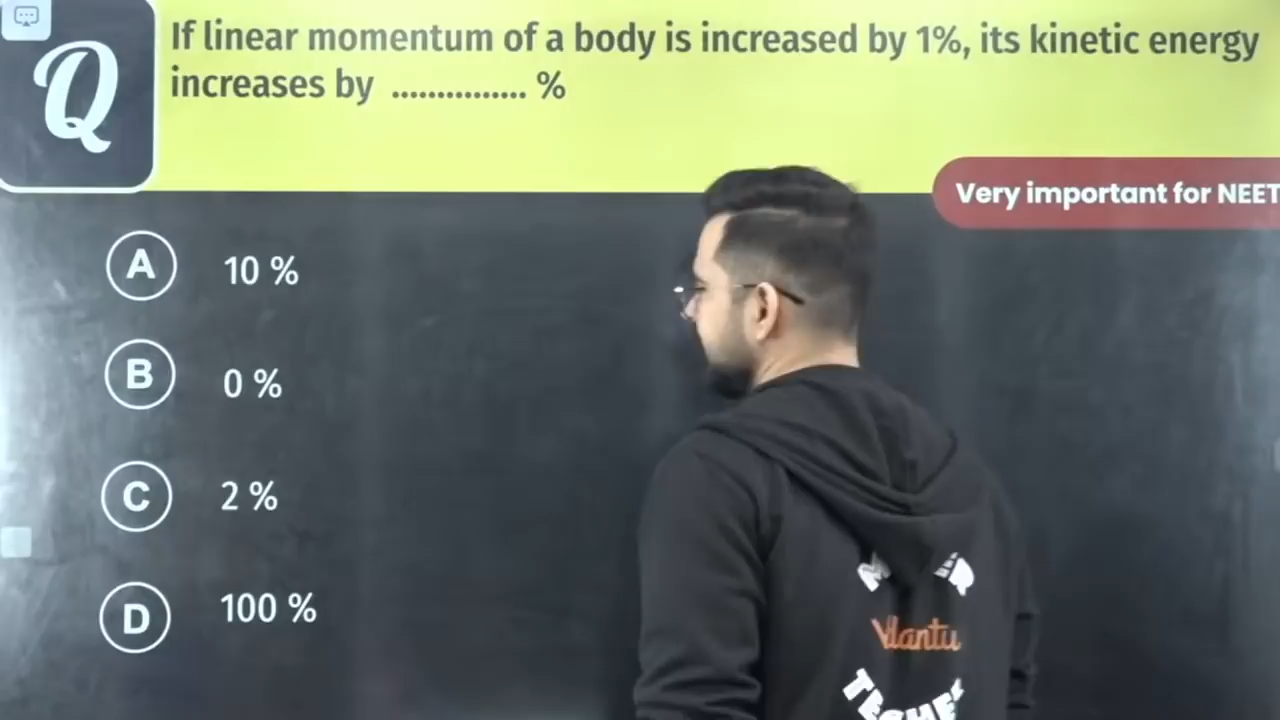 Q
If linear momentum of a body is increased by 1%, its kinetic energy
increases by ............... %
Very important for NEET
A 10 %
B 0 %
C 2 %
D 100 %
Vdantu